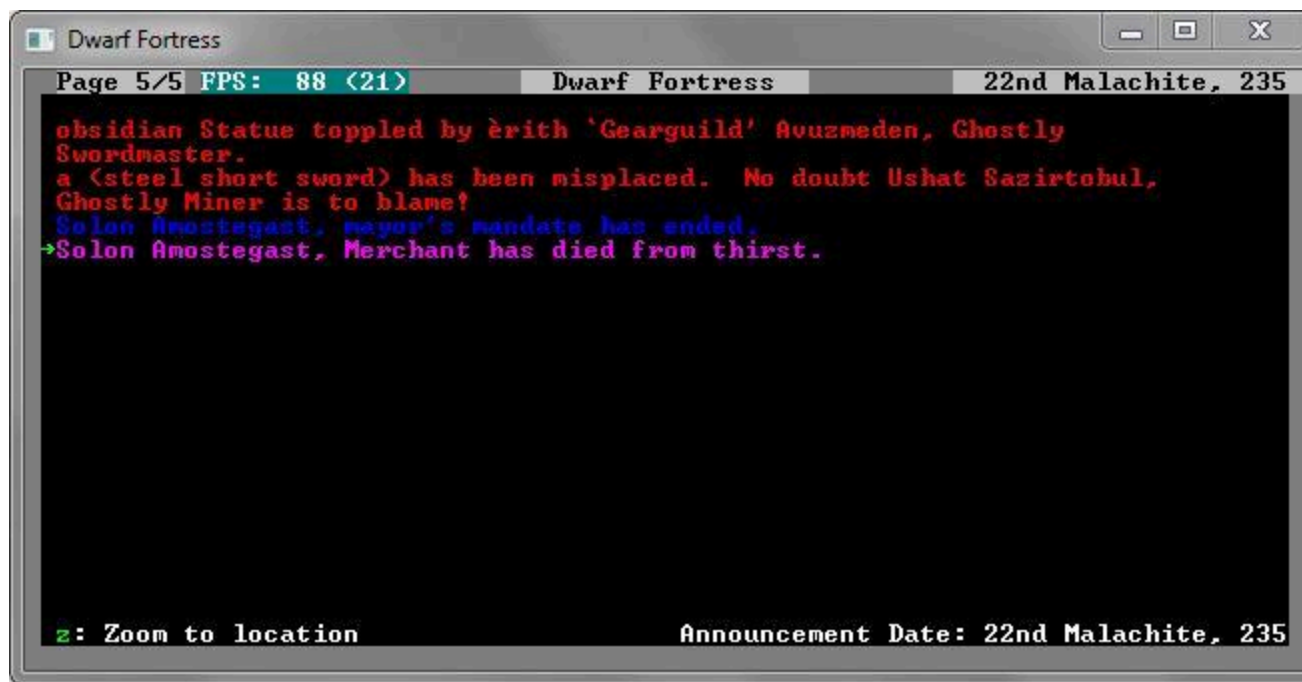 Dwarf Fortress
Page 5/5 FPS: 88 (21) Dwarf Fortress 22nd Malachite, 235
obsidian Statue toppled by èrith `Gearguild' Avuzmeden, Ghostly
Swordmaster.
a (steel short sword) has been misplaced. No doubt Ushat Sazirtobul,
Ghostly Miner is to blame!
Solon Amostegast, mayor's mandate has ended.
→Solon Amostegast, Merchant has died from thirst.
z: Zoom to location Announcement Date: 22nd Malachite, 235